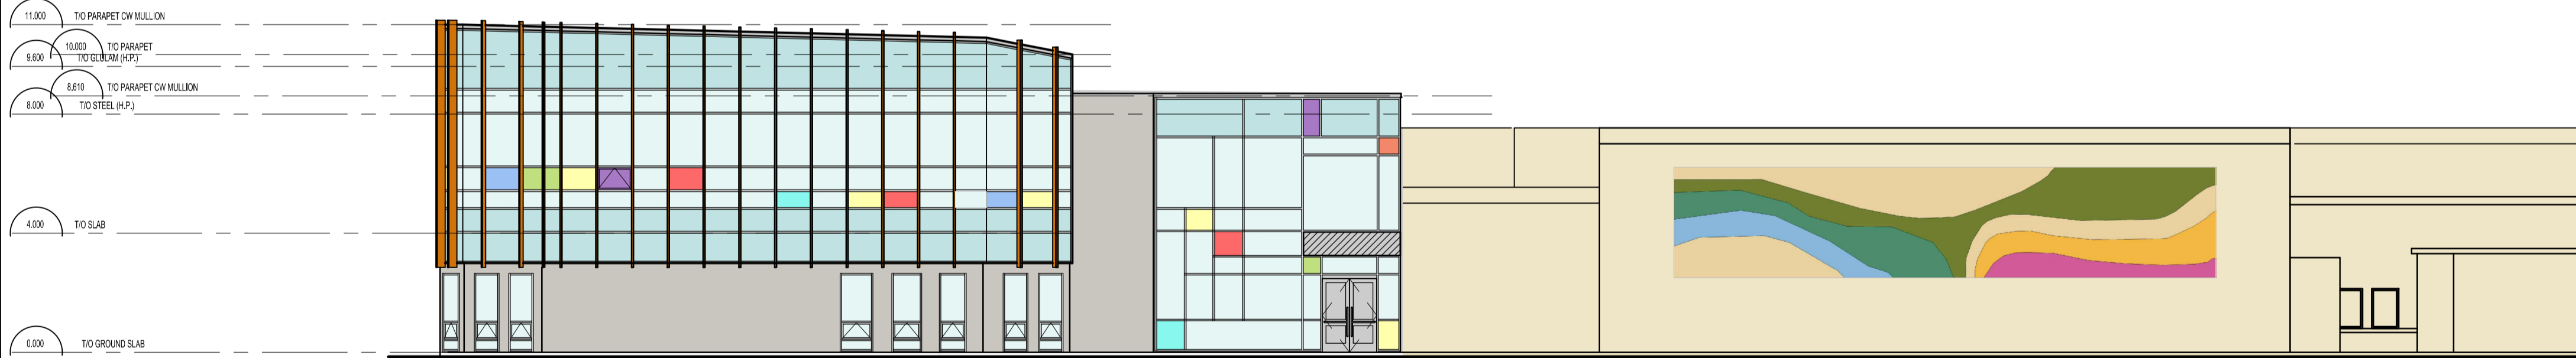 11.000 T/O PARAPET CW MULLION
10.000 T/O PARAPET
9.600 T/O GLULAM (H.P.)
8,610 T/O PARAPET CW MULLION
8.000 T/O STEEL (H.P.)
4.000 T/O SLAB
0.000 T/O GROUND SLAB